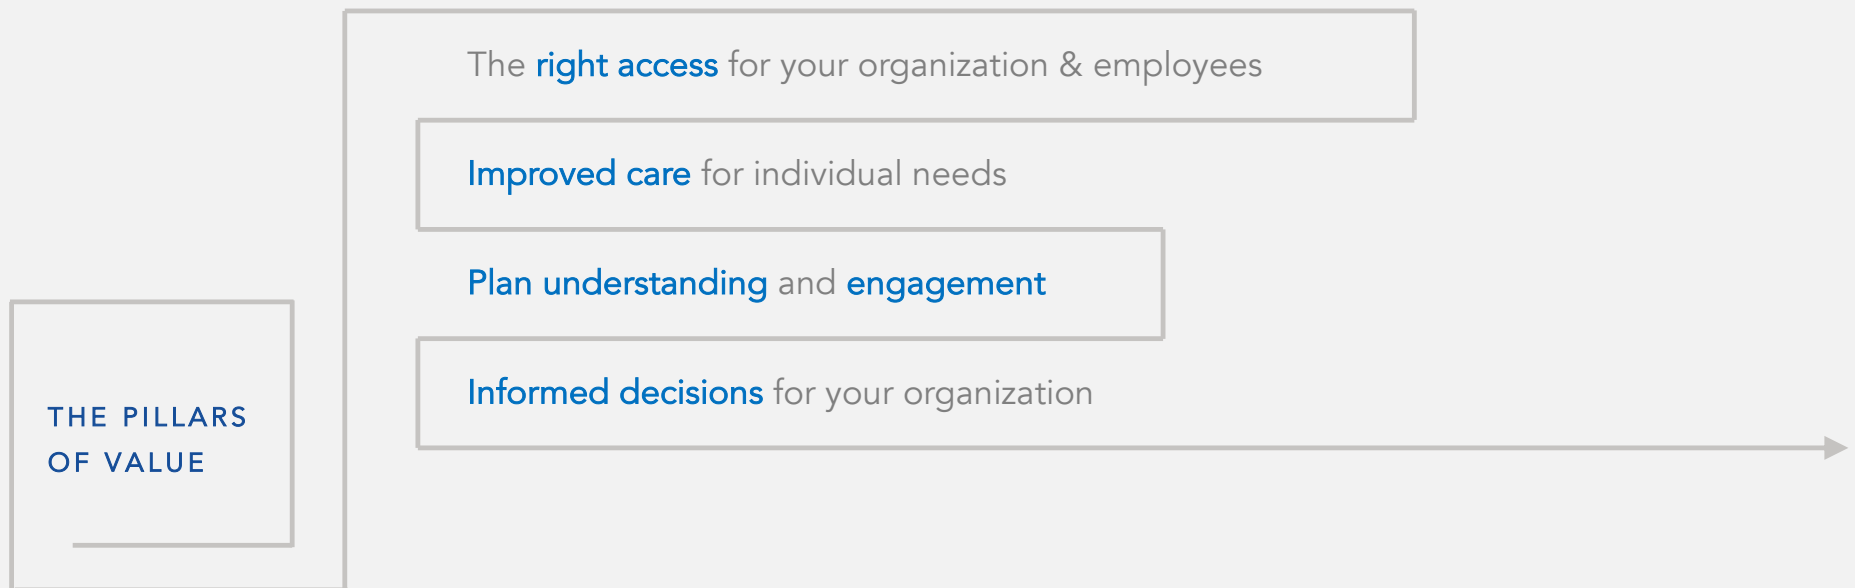 The right access for your organization & employees
Improved care for individual needs
Plan understanding and engagement
Informed decisions for your organization
THE PILLARS
OF VALUE